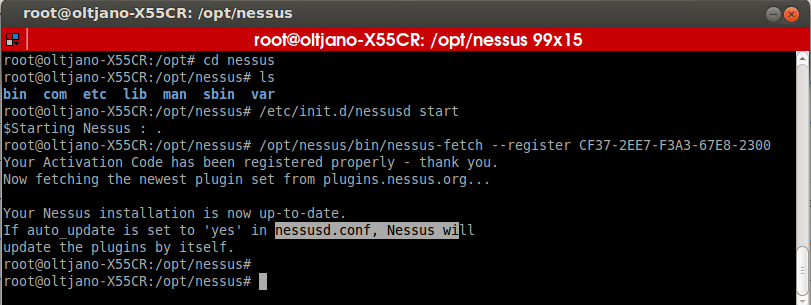 root@oltjano-X55CR: /opt/nessus
root@oltjano-X55CR: /opt/nessus 99x15
root@oltjano-X55CR:/opt# cd nessus
root@oltjano-X55CR:/opt/nessus# ls
bin  com  etc  lib  man  sbin  var
root@oltjano-X55CR:/opt/nessus# /etc/init.d/nessusd start
$Starting Nessus : .
root@oltjano-X55CR:/opt/nessus# /opt/nessus/bin/nessus-fetch --register CF37-2EE7-F3A3-67E8-2300
Your Activation Code has been registered properly - thank you.
Now fetching the newest plugin set from plugins.nessus.org...
Your Nessus installation is now up-to-date.
If auto_update is set to 'yes' in nessusd.conf, Nessus will
update the plugins by itself.
root@oltjano-X55CR:/opt/nessus#
root@oltjano-X55CR:/opt/nessus#